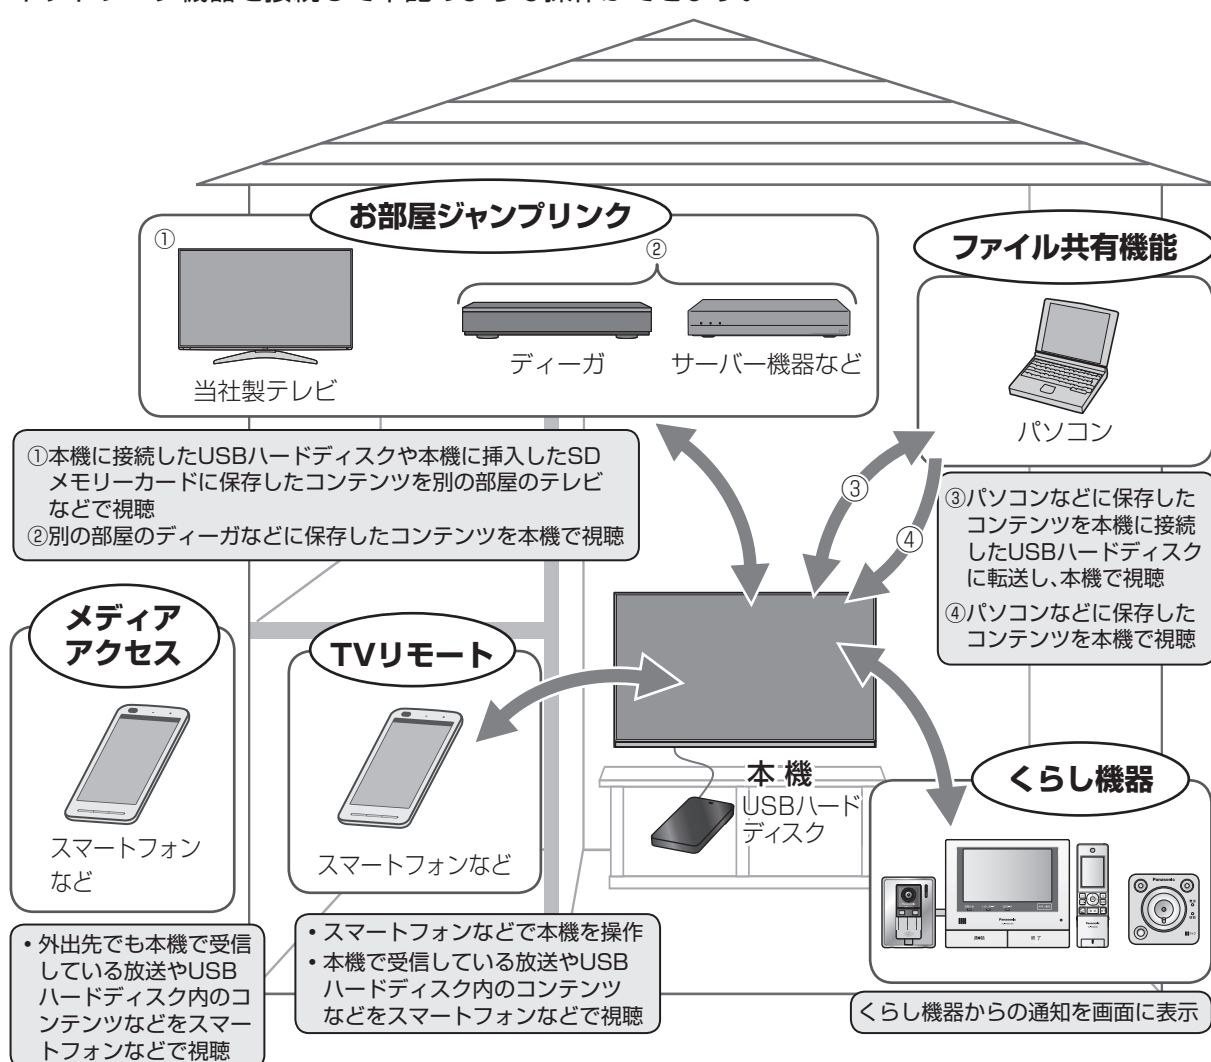 お部屋ジャンプリンク
①
②
ディーガ
サーバー機器など
当社製テレビ
ファイル共有機能
パソコン
①本機に接続したUSBハードディスクや本機に挿入したSD
メモリーカードに保存したコンテンツを別の部屋のテレビ
などで視聴
②別の部屋のディーガなどに保存したコンテンツを本機で視聴
③
④
③パソコンなどに保存した
コンテンツを本機に接続
したUSBハードディスク
に転送し、本機で視聴
④パソコンなどに保存した
コンテンツを本機で視聴
メディア
アクセス
スマートフォン
など
・外出先でも本機で受信
している放送やUSB
ハードディスク内のコ
ンテンツなどをスマー
トフォンなどで視聴
TVリモート
スマートフォンなど
・スマートフォンなどで本機を操作
・本機で受信している放送やUSB
ハードディスク内のコンテンツ
などをスマートフォンなどで視聴
本機
USBハード
ディスク
くらし機器
Panasonic
Panasonic
終了
くらし機器からの通知を画面に表示